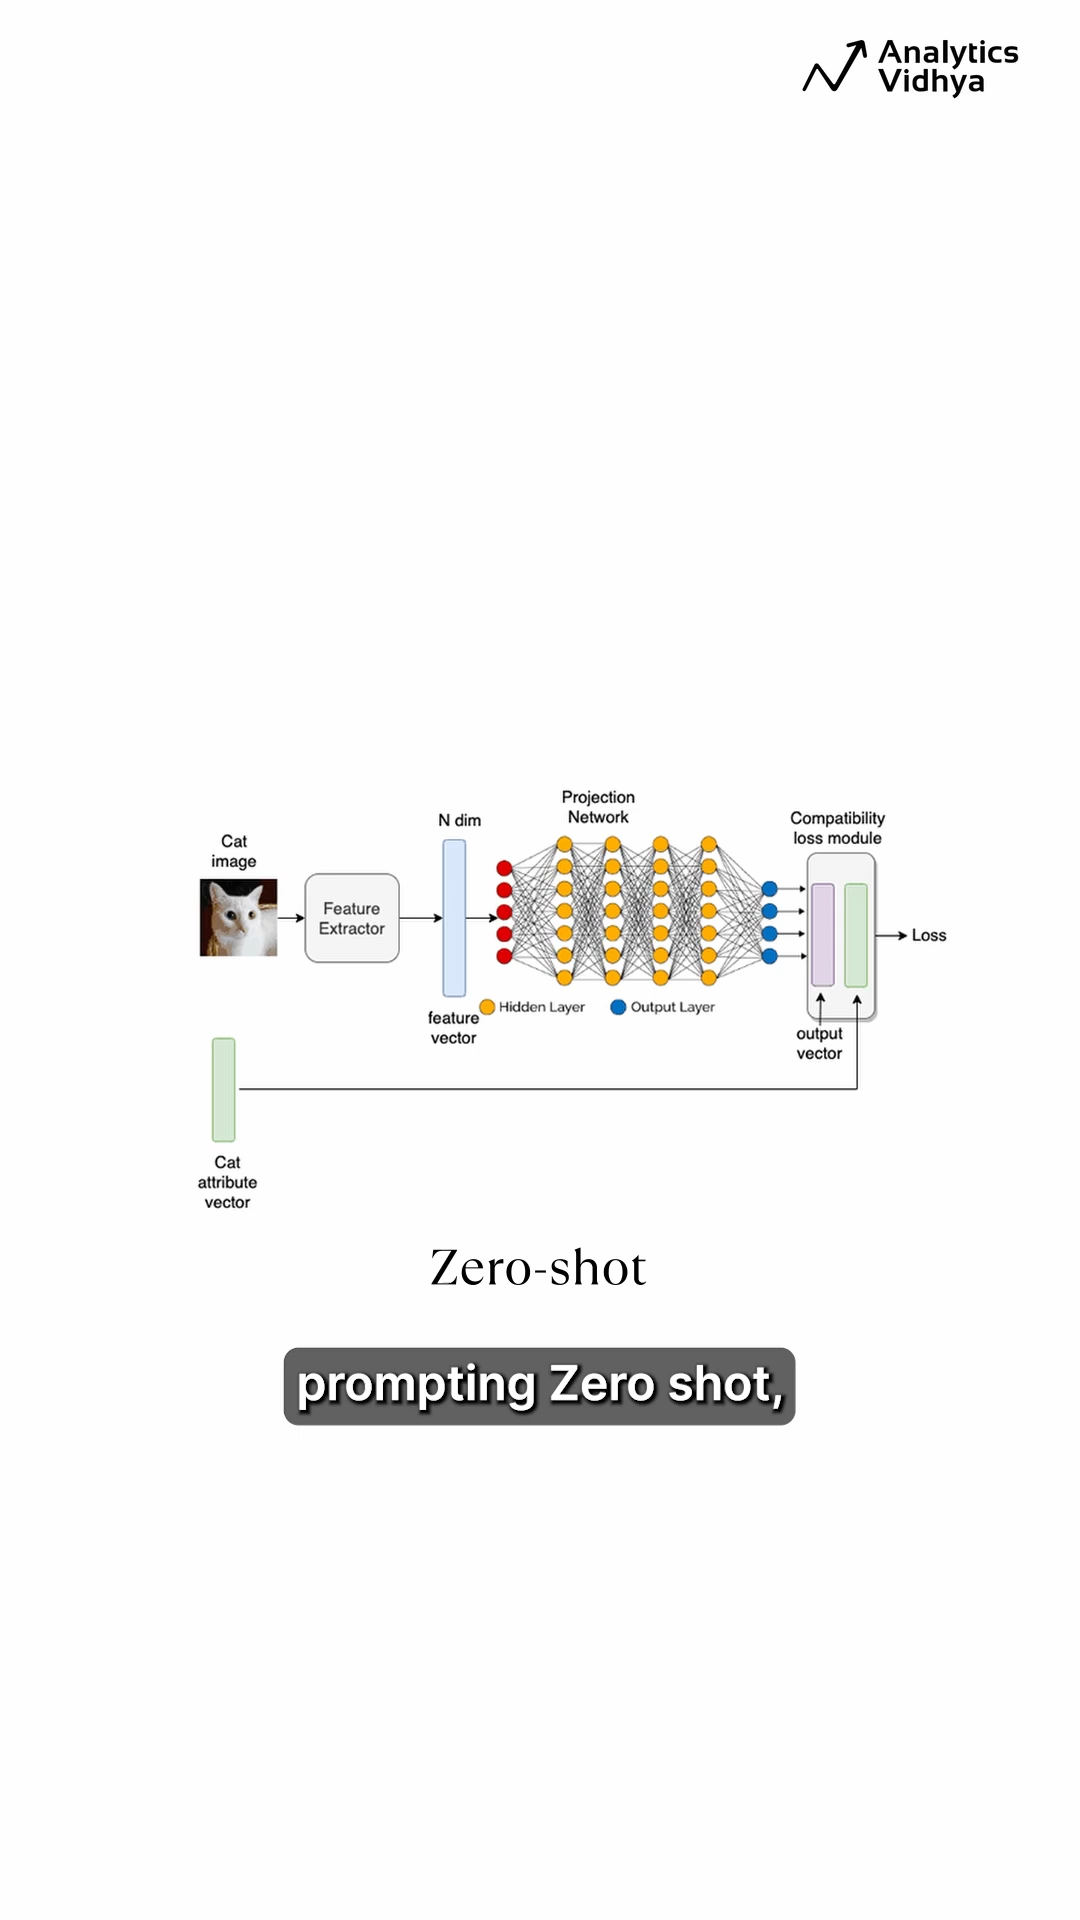 Analytics
Vidhya
Projection
Network
N dim
Compatibility
loss module
Cat
image
Feature
Extractor
Loss
feature
vector
Hidden Layer
Output Layer
output
vector
Cat
attribute
vector
Zero-shot
prompting Zero shot,